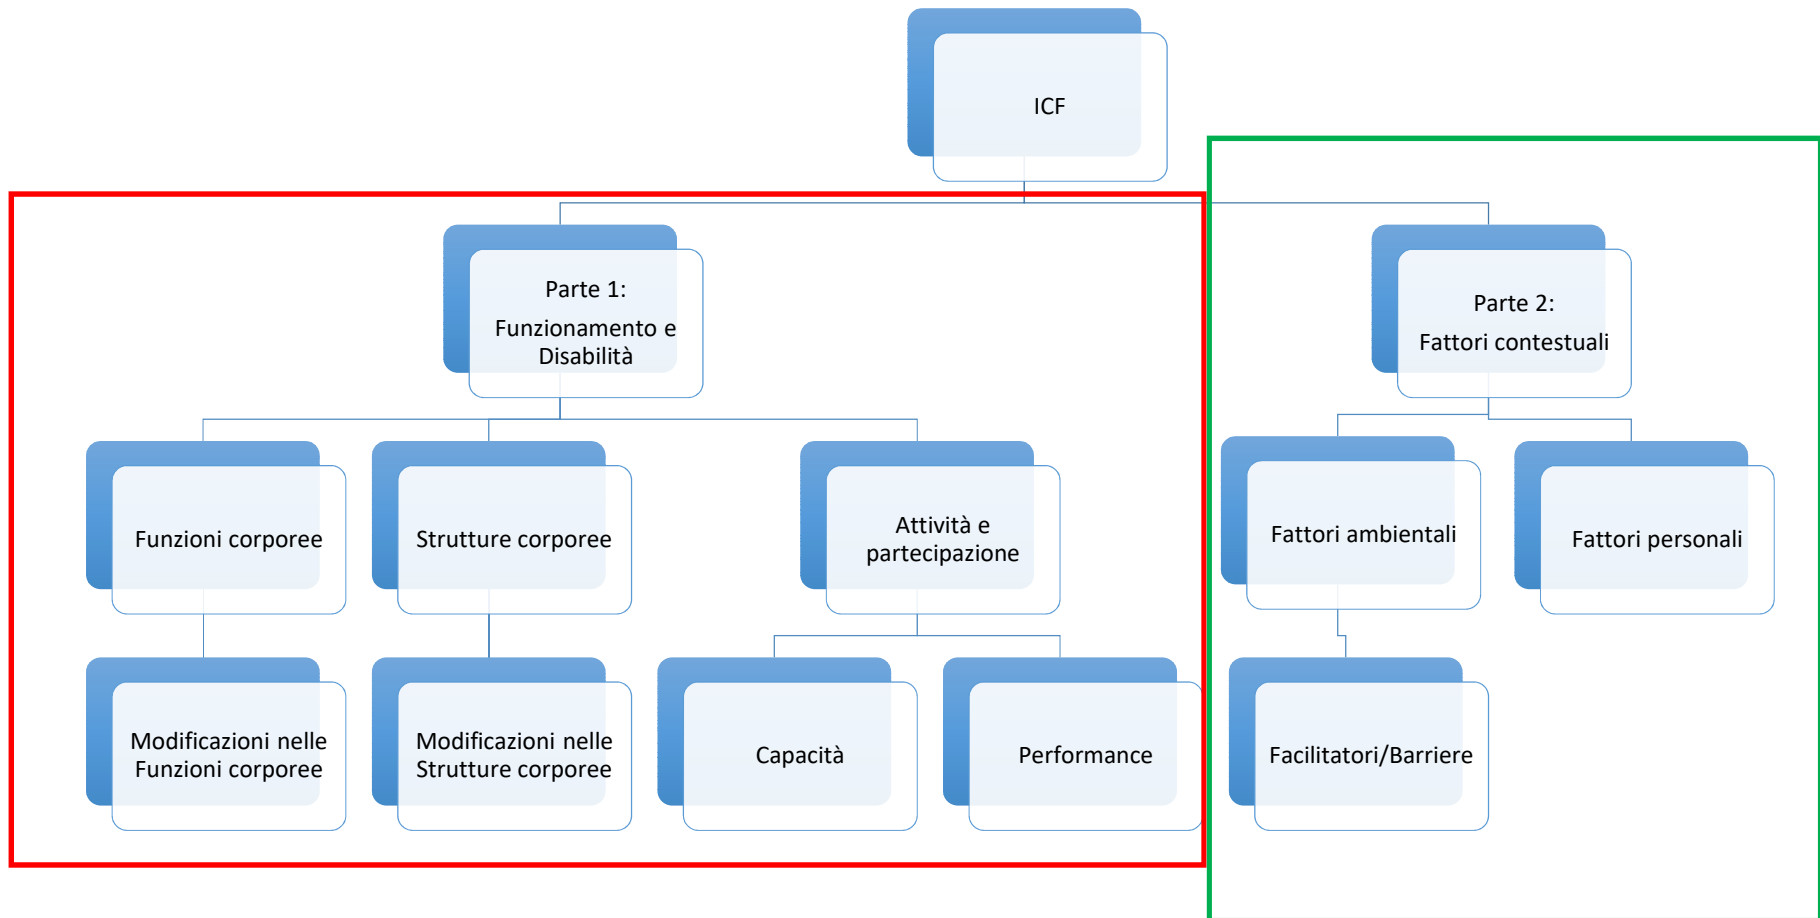 ICF
Parte 1:
Funzionamento e
Disabilità
Parte 2:
Fattori contestuali
Funzioni corporee
Strutture corporee
Attività e
partecipazione
Fattori ambientali
Fattori personali
Modificazioni nelle
Funzioni corporee
Modificazioni nelle
Strutture corporee
Capacità
Performance
Facilitatori/Barriere